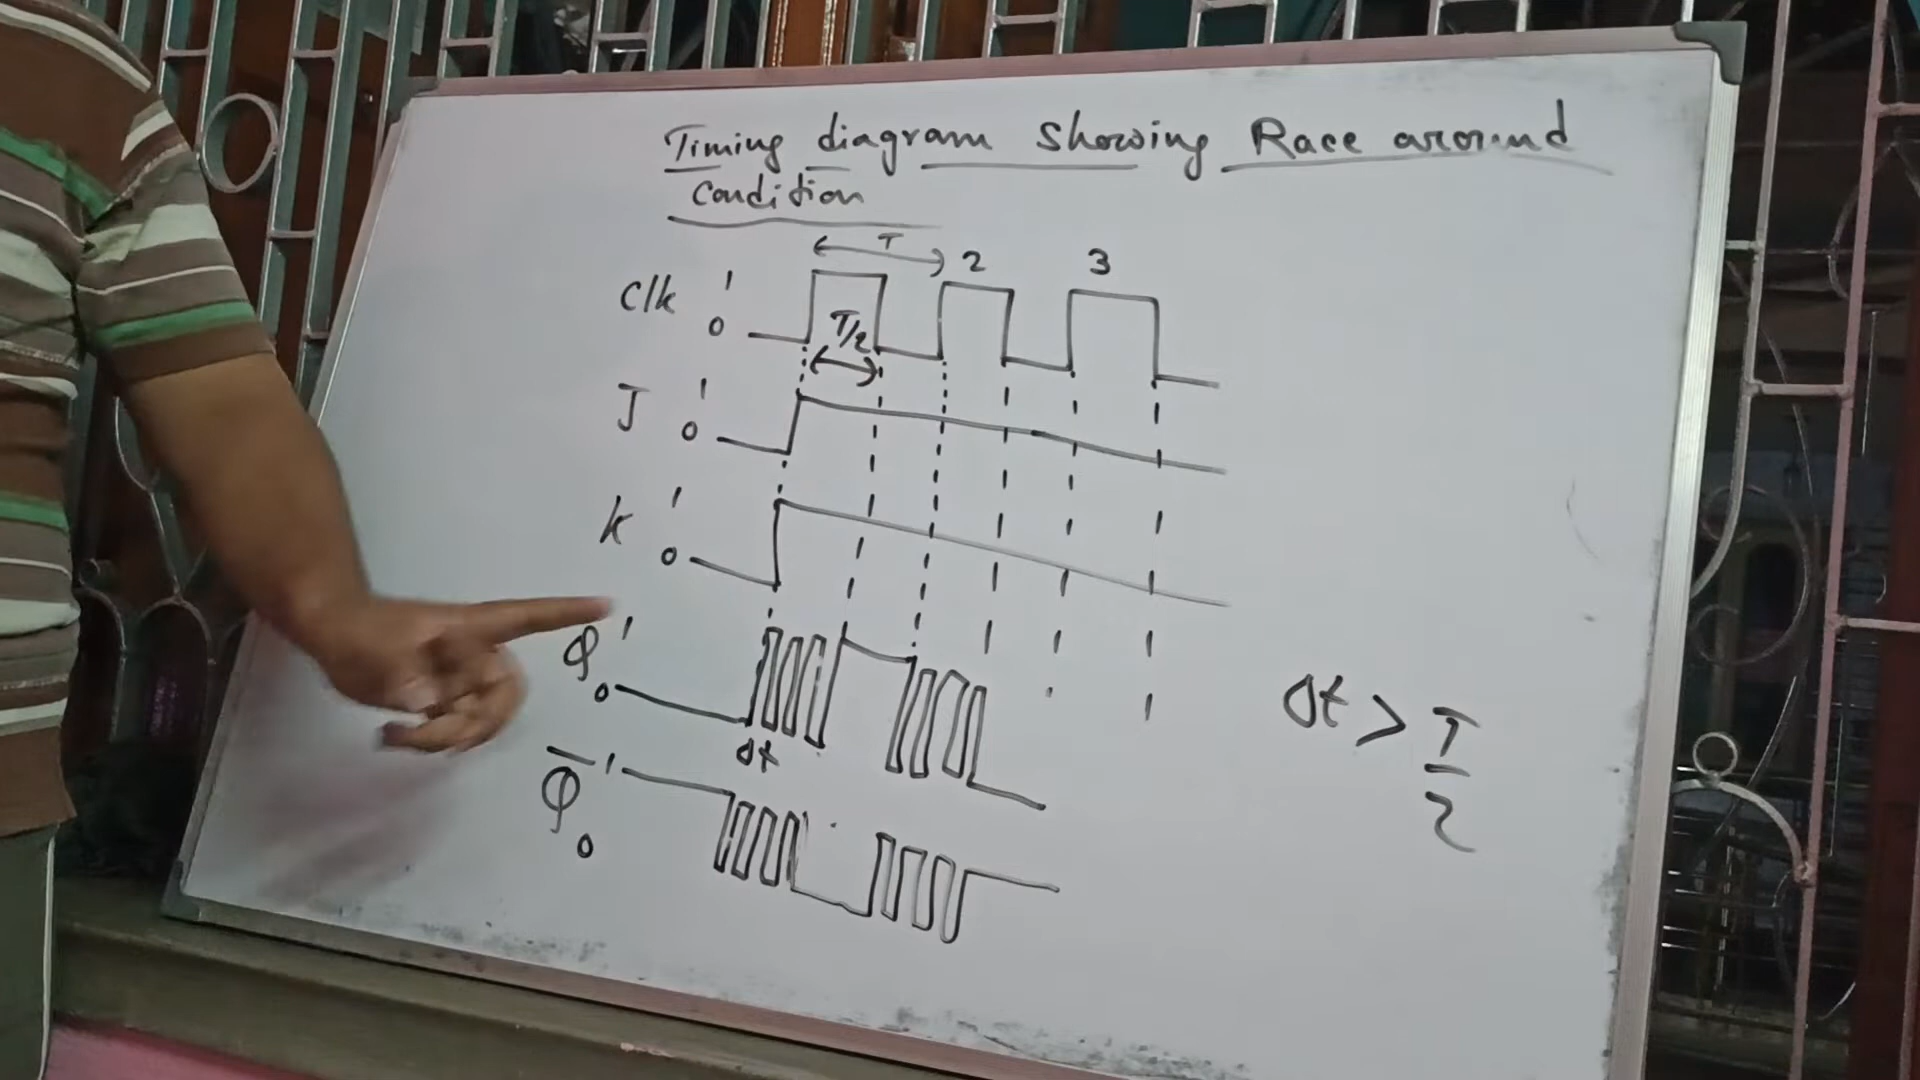 Timing diagram showing Race around
condition
T 2 3
Clk 1
0
T/2
J 1
0
K 1
0
Q 1
0
Δt
Q̅ 1
0
Δt > T/2